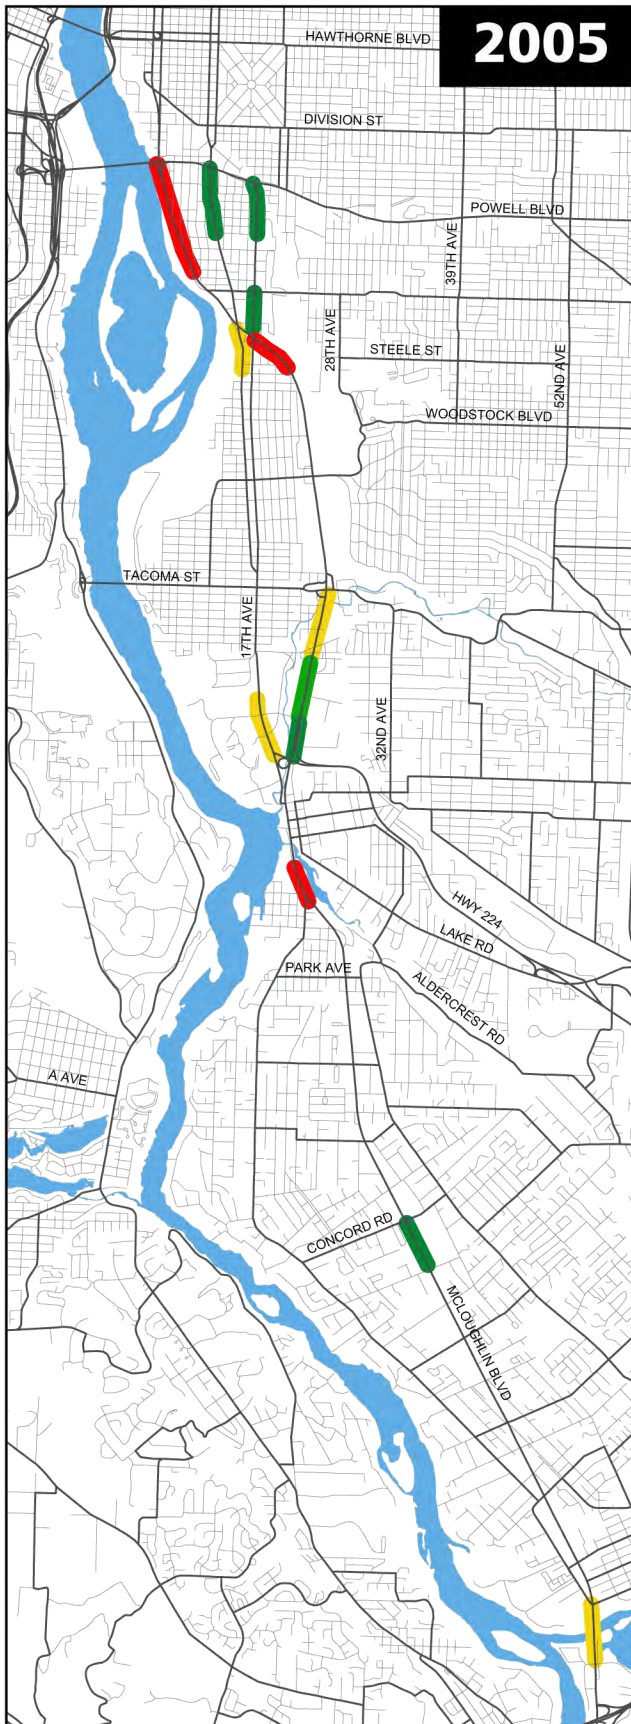 2005
HAWTHORNE BLVD
DIVISION ST
POWELL BLVD
39TH AVE
28TH AVE
STEELE ST
52ND AVE
WOODSTOCK BLVD
TACOMA ST
17TH AVE
32ND AVE
HWY 224
LAKE RD
PARK AVE
ALDERCREST RD
A AVE
CONCORD RD
MCLOUGHLIN BLVD